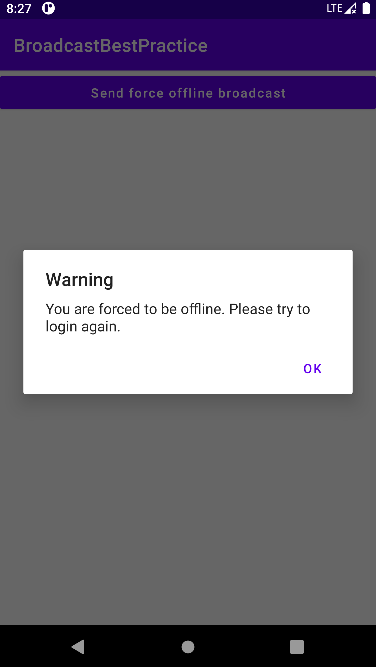 8:27 LTE
BroadcastBestPractice
Send force offline broadcast
Warning
You are forced to be offline. Please try to
login again.
OK